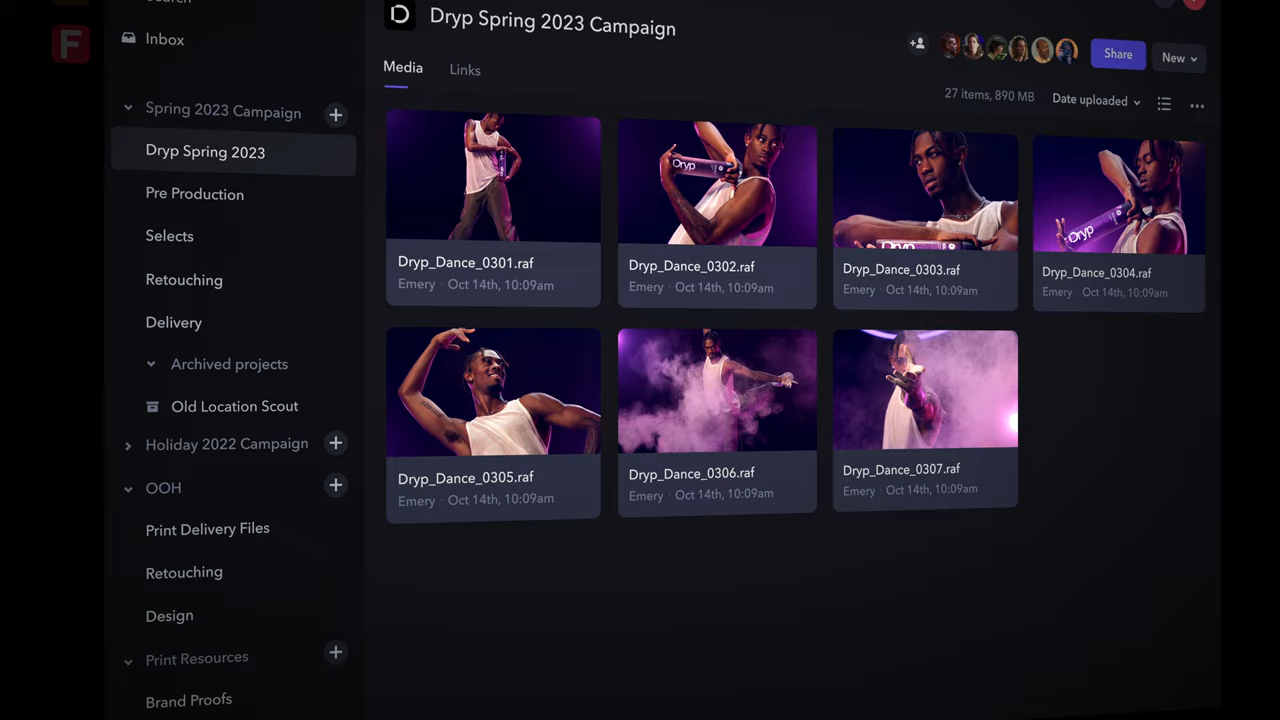 Search
Inbox
Spring 2023 Campaign
Dryp Spring 2023
Pre Production
Selects
Retouching
Delivery
Archived projects
Old Location Scout
Holiday 2022 Campaign
OOH
Print Delivery Files
Retouching
Design
Print Resources
Brand Proofs
F
D
Dryp Spring 2023 Campaign
Share
New
Media
Links
27 items, 890 MB
Date uploaded
Dryp
Dryp
Dryp
Dryp_Dance_0301.raf
Emery · Oct 14th, 10:09am
Dryp_Dance_0302.raf
Emery · Oct 14th, 10:09am
Dryp_Dance_0303.raf
Emery · Oct 14th, 10:09am
Dryp_Dance_0304.raf
Emery · Oct 14th, 10:09am
Dryp_Dance_0305.raf
Emery · Oct 14th, 10:09am
Dryp_Dance_0306.raf
Emery · Oct 14th, 10:09am
Dryp_Dance_0307.raf
Emery · Oct 14th, 10:09am